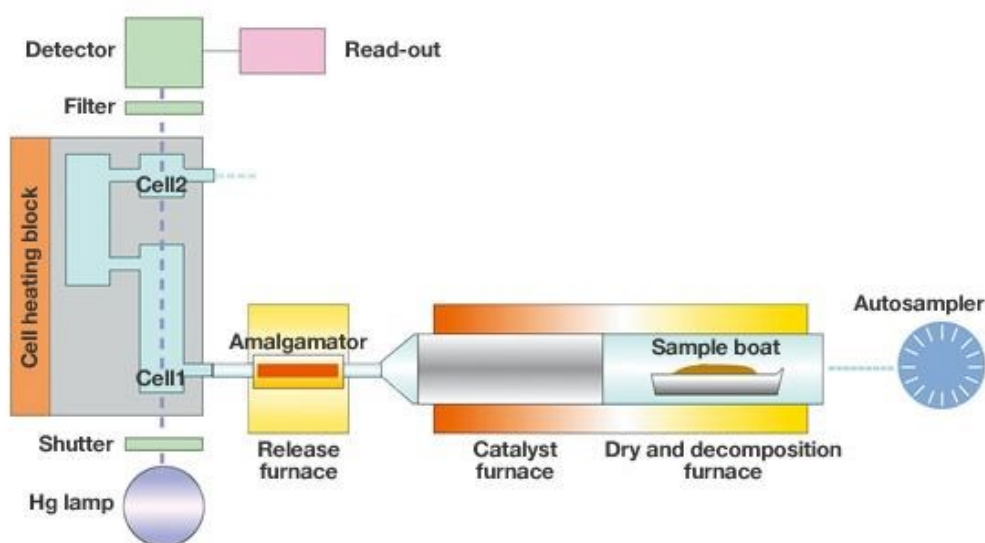 Detector
Read-out
Filter
Cell2
Cell heating block
Cell1
Amalgamator
Sample boat
Autosampler
Shutter
Release
furnace
Catalyst
furnace
Dry and decomposition
furnace
Hg lamp